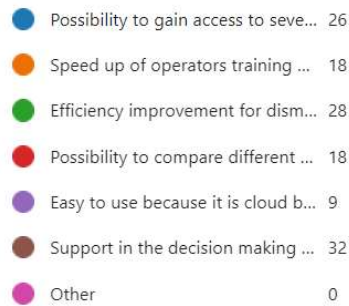 Possibility to gain access to seve... 26
Speed up of operators training ... 18
Efficiency improvement for dism... 28
Possibility to compare different ... 18
Easy to use because it is cloud b... 9
Support in the decision making ... 32
Other 0